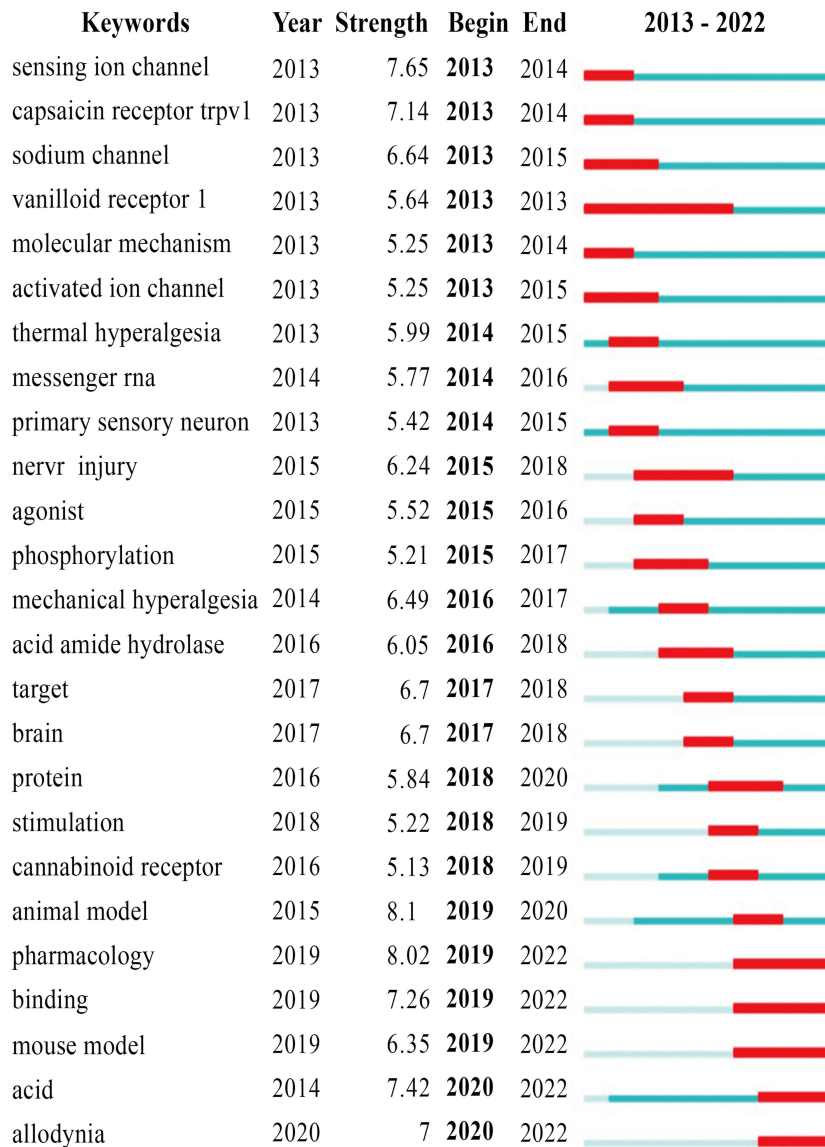 Keywords Year Strength Begin End 2013 - 2022
sensing ion channel 2013 7.65 2013 2014
capsaicin receptor trpv1 2013 7.14 2013 2014
sodium channel 2013 6.64 2013 2015
vanilloid receptor 1 2013 5.64 2013 2013
molecular mechanism 2013 5.25 2013 2014
activated ion channel 2013 5.25 2013 2015
thermal hyperalgesia 2013 5.99 2014 2015
messenger rna 2014 5.77 2014 2016
primary sensory neuron 2013 5.42 2014 2015
nervr injury 2015 6.24 2015 2018
agonist 2015 5.52 2015 2016
phosphorylation 2015 5.21 2015 2017
mechanical hyperalgesia 2014 6.49 2016 2017
acid amide hydrolase 2016 6.05 2016 2018
target 2017 6.7 2017 2018
brain 2017 6.7 2017 2018
protein 2016 5.84 2018 2020
stimulation 2018 5.22 2018 2019
cannabinoid receptor 2016 5.13 2018 2019
animal model 2015 8.1 2019 2020
pharmacology 2019 8.02 2019 2022
binding 2019 7.26 2019 2022
mouse model 2019 6.35 2019 2022
acid 2014 7.42 2020 2022
allodynia 2020 7 2020 2022